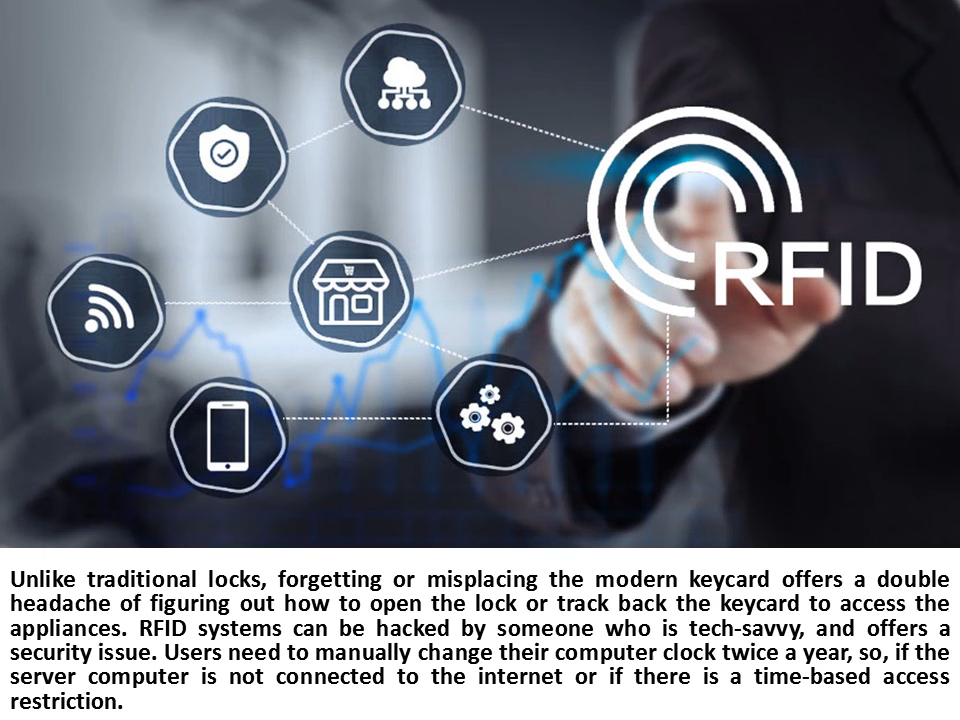 RFID
Unlike traditional locks, forgetting or misplacing the modern keycard offers a double
headache of figuring out how to open the lock or track back the keycard to access the
appliances. RFID systems can be hacked by someone who is tech-savvy, and offers a
security issue. Users need to manually change their computer clock twice a year, so, if the
server computer is not connected to the internet or if there is a time-based access
restriction.